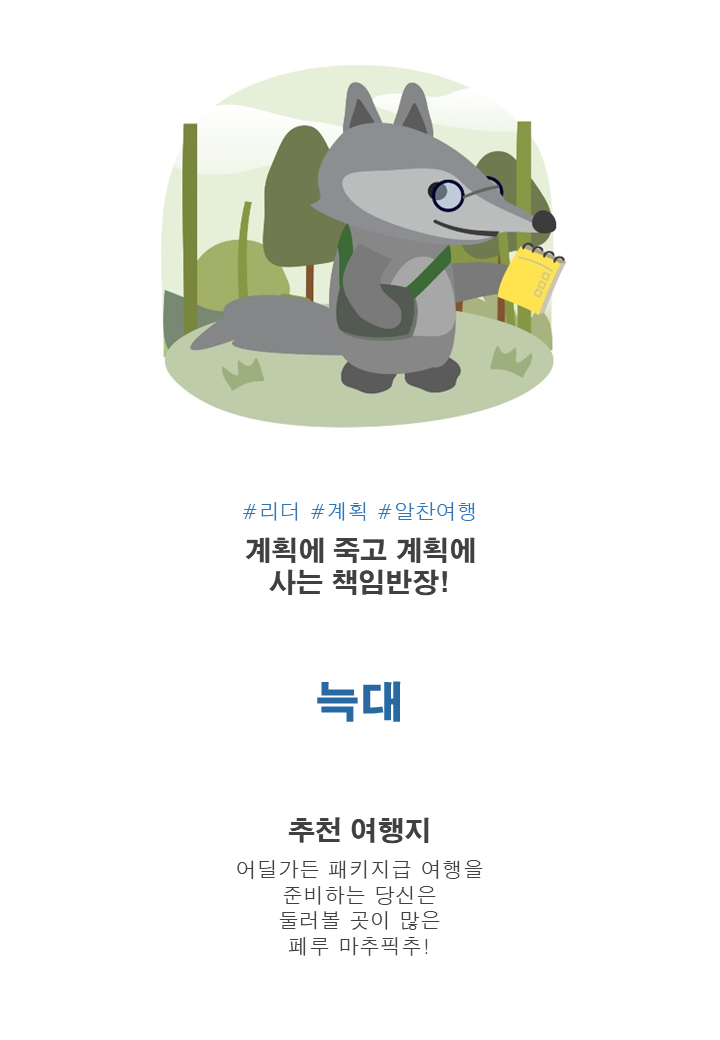 #리더 #계획 #알찬여행
계획에 죽고 계획에
사는 책임반장!
늑대
추천 여행지
어딜가든 패키지급 여행을
준비하는 당신은
둘러볼 곳이 많은
페루 마추픽추!